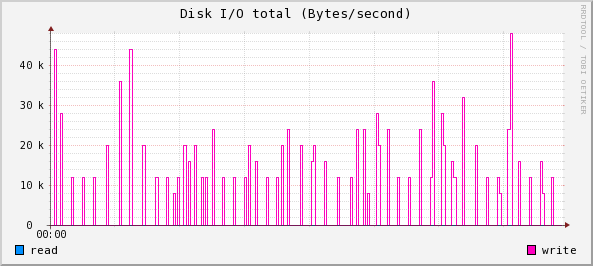 Disk I/O total (Bytes/second)
RRDTOOL / TOBI OETIKER
40 k
30 k
20 k
10 k
0
00:00
read
write